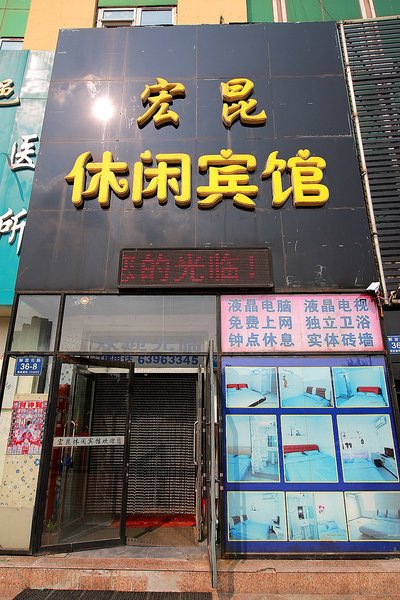 宏昆
休闲宾馆
医
所
的光临！
液晶电脑 液晶电视
免费上网 独立卫浴
钟点休息 实体砖墙
63963345
36-8
宏昆休闲宾馆欢迎您